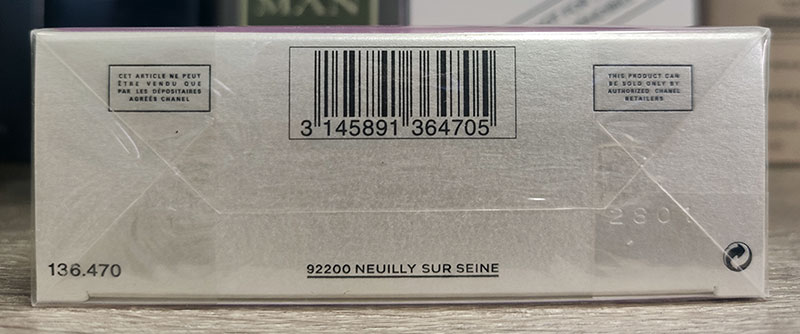 MAN
CET ARTICLE NE PEUT
ÊTRE VENDU QUE
PAR LES DÉPOSITAIRES
AGRÉÉS CHANEL
3 145891 364705
THIS PRODUCT CAN
BE SOLD ONLY BY
AUTHORIZED CHANEL
RETAILERS
2801
136.470
92200 NEUILLY SUR SEINE